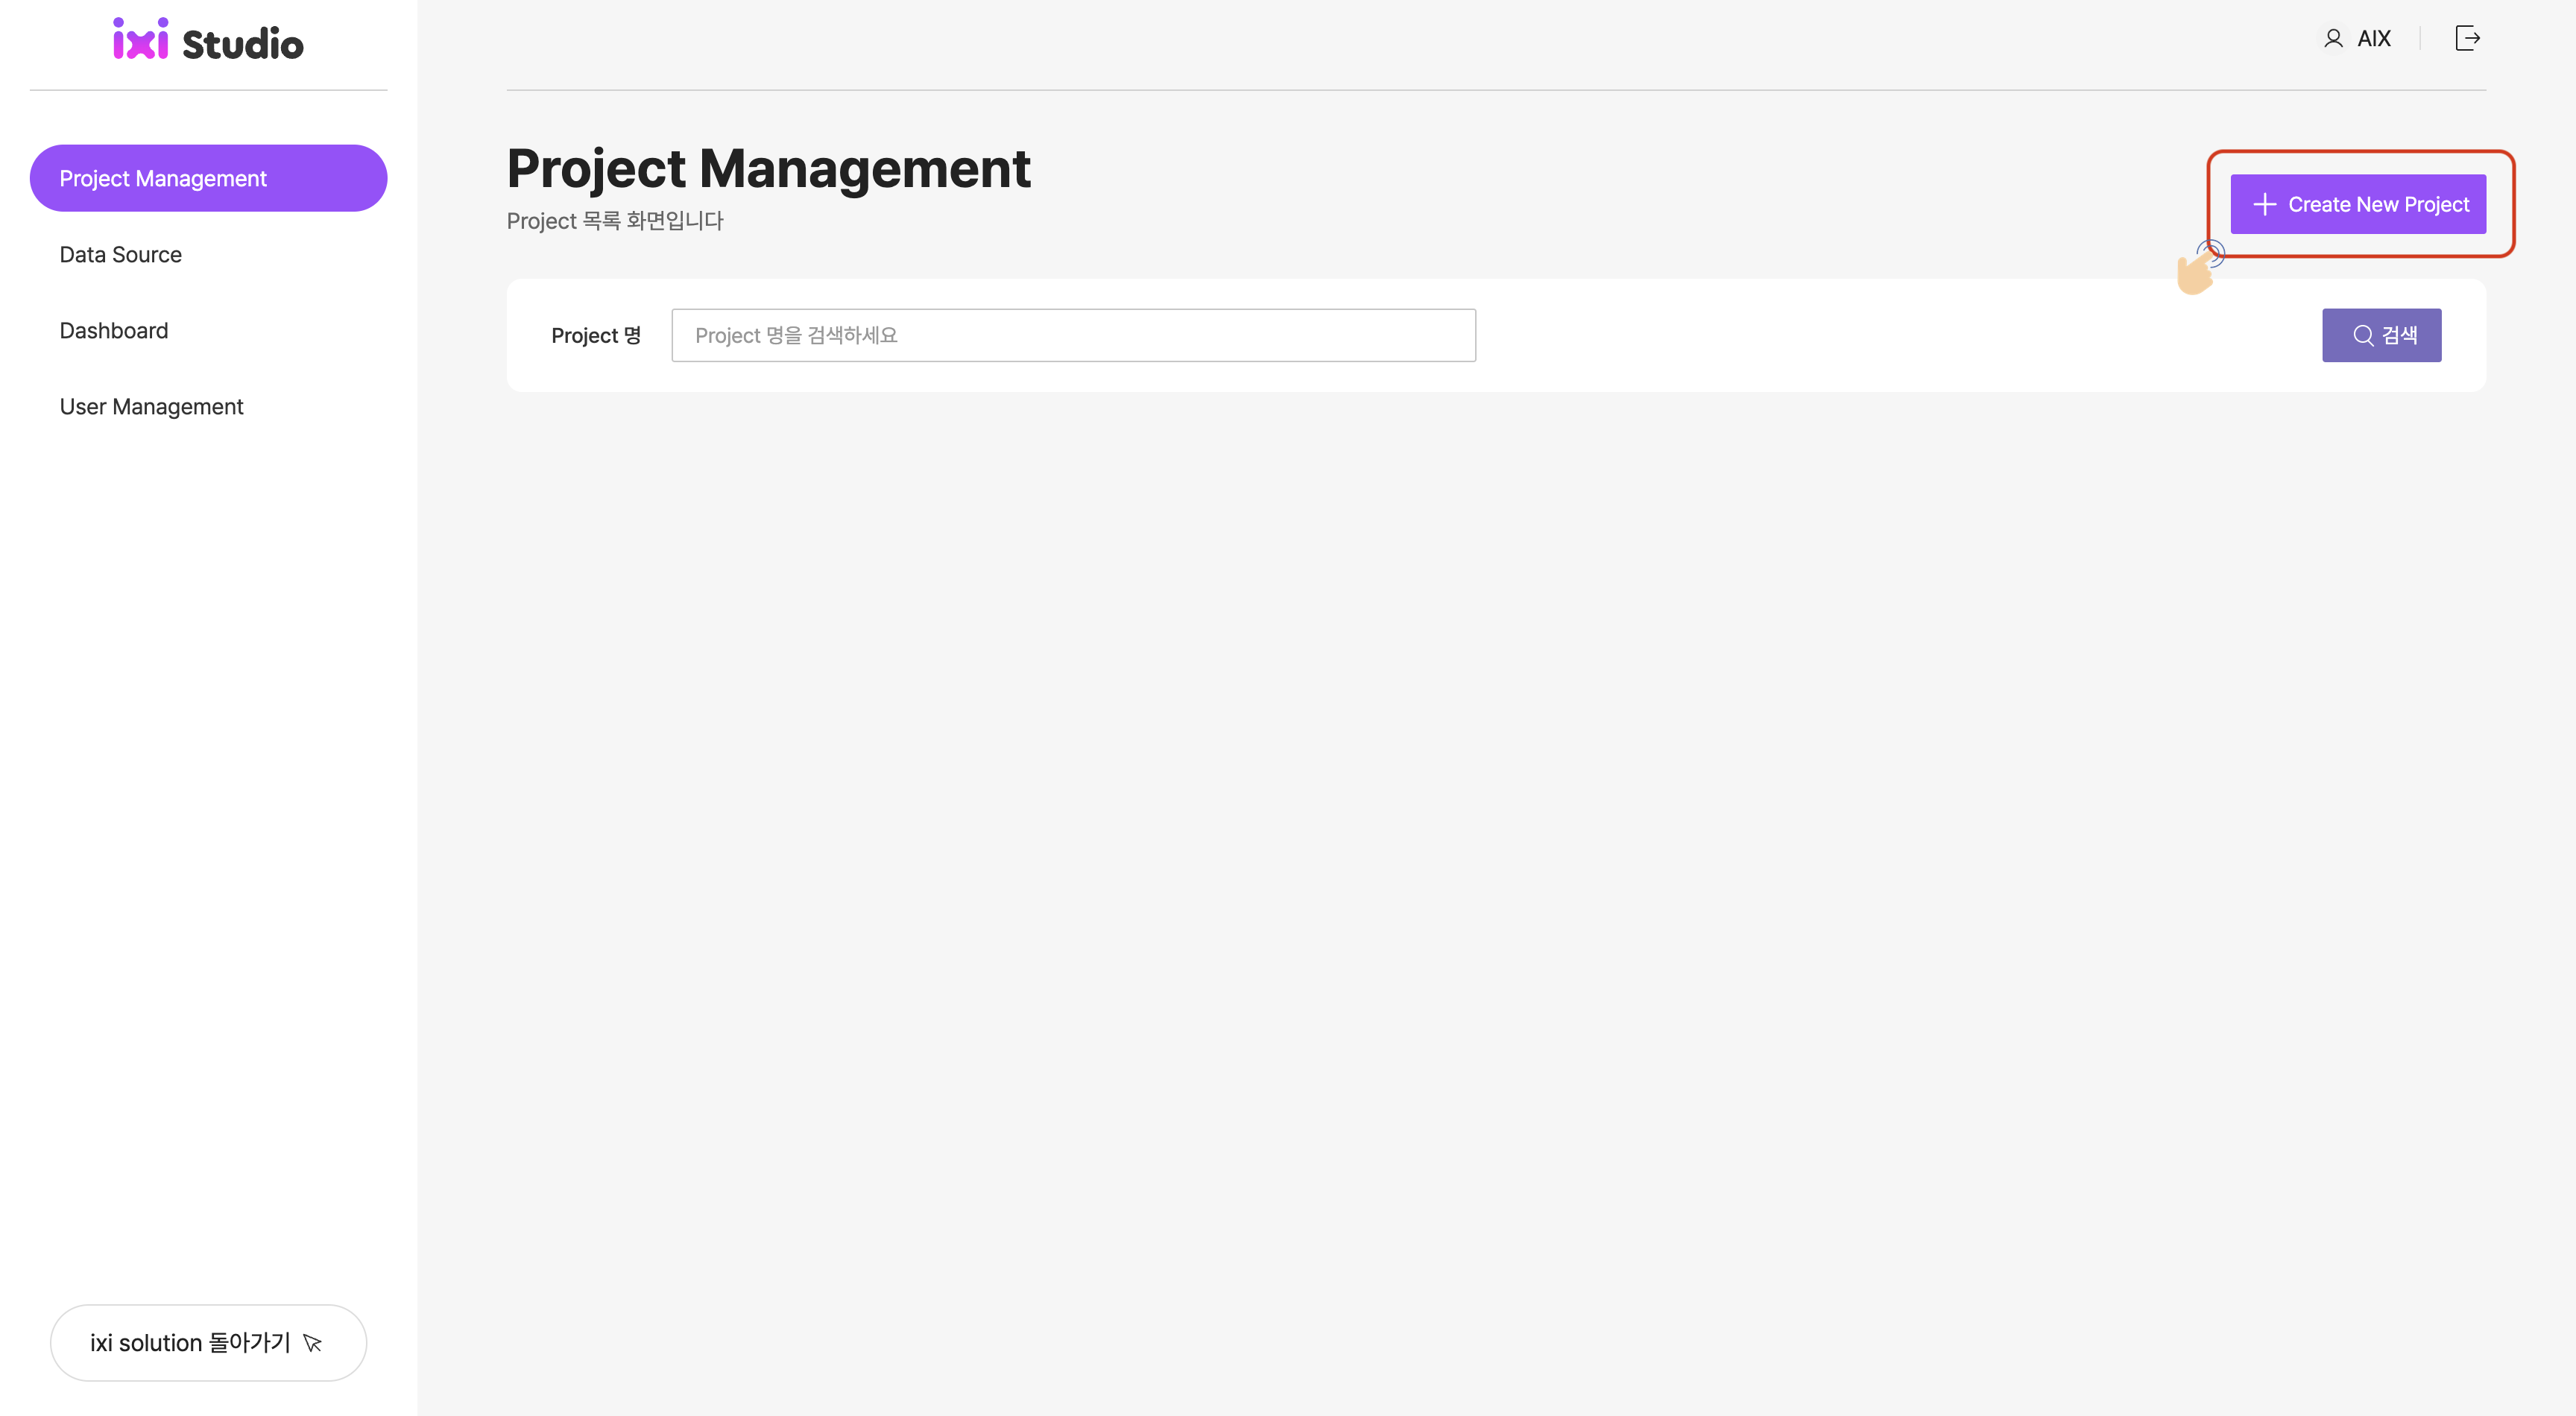 ixi Studio
AIX
Project Management
Data Source
Dashboard
User Management
ixi solution 돌아가기
Project Management
Project 목록 화면입니다
Create New Project
Project 명
Project 명을 검색하세요
검색